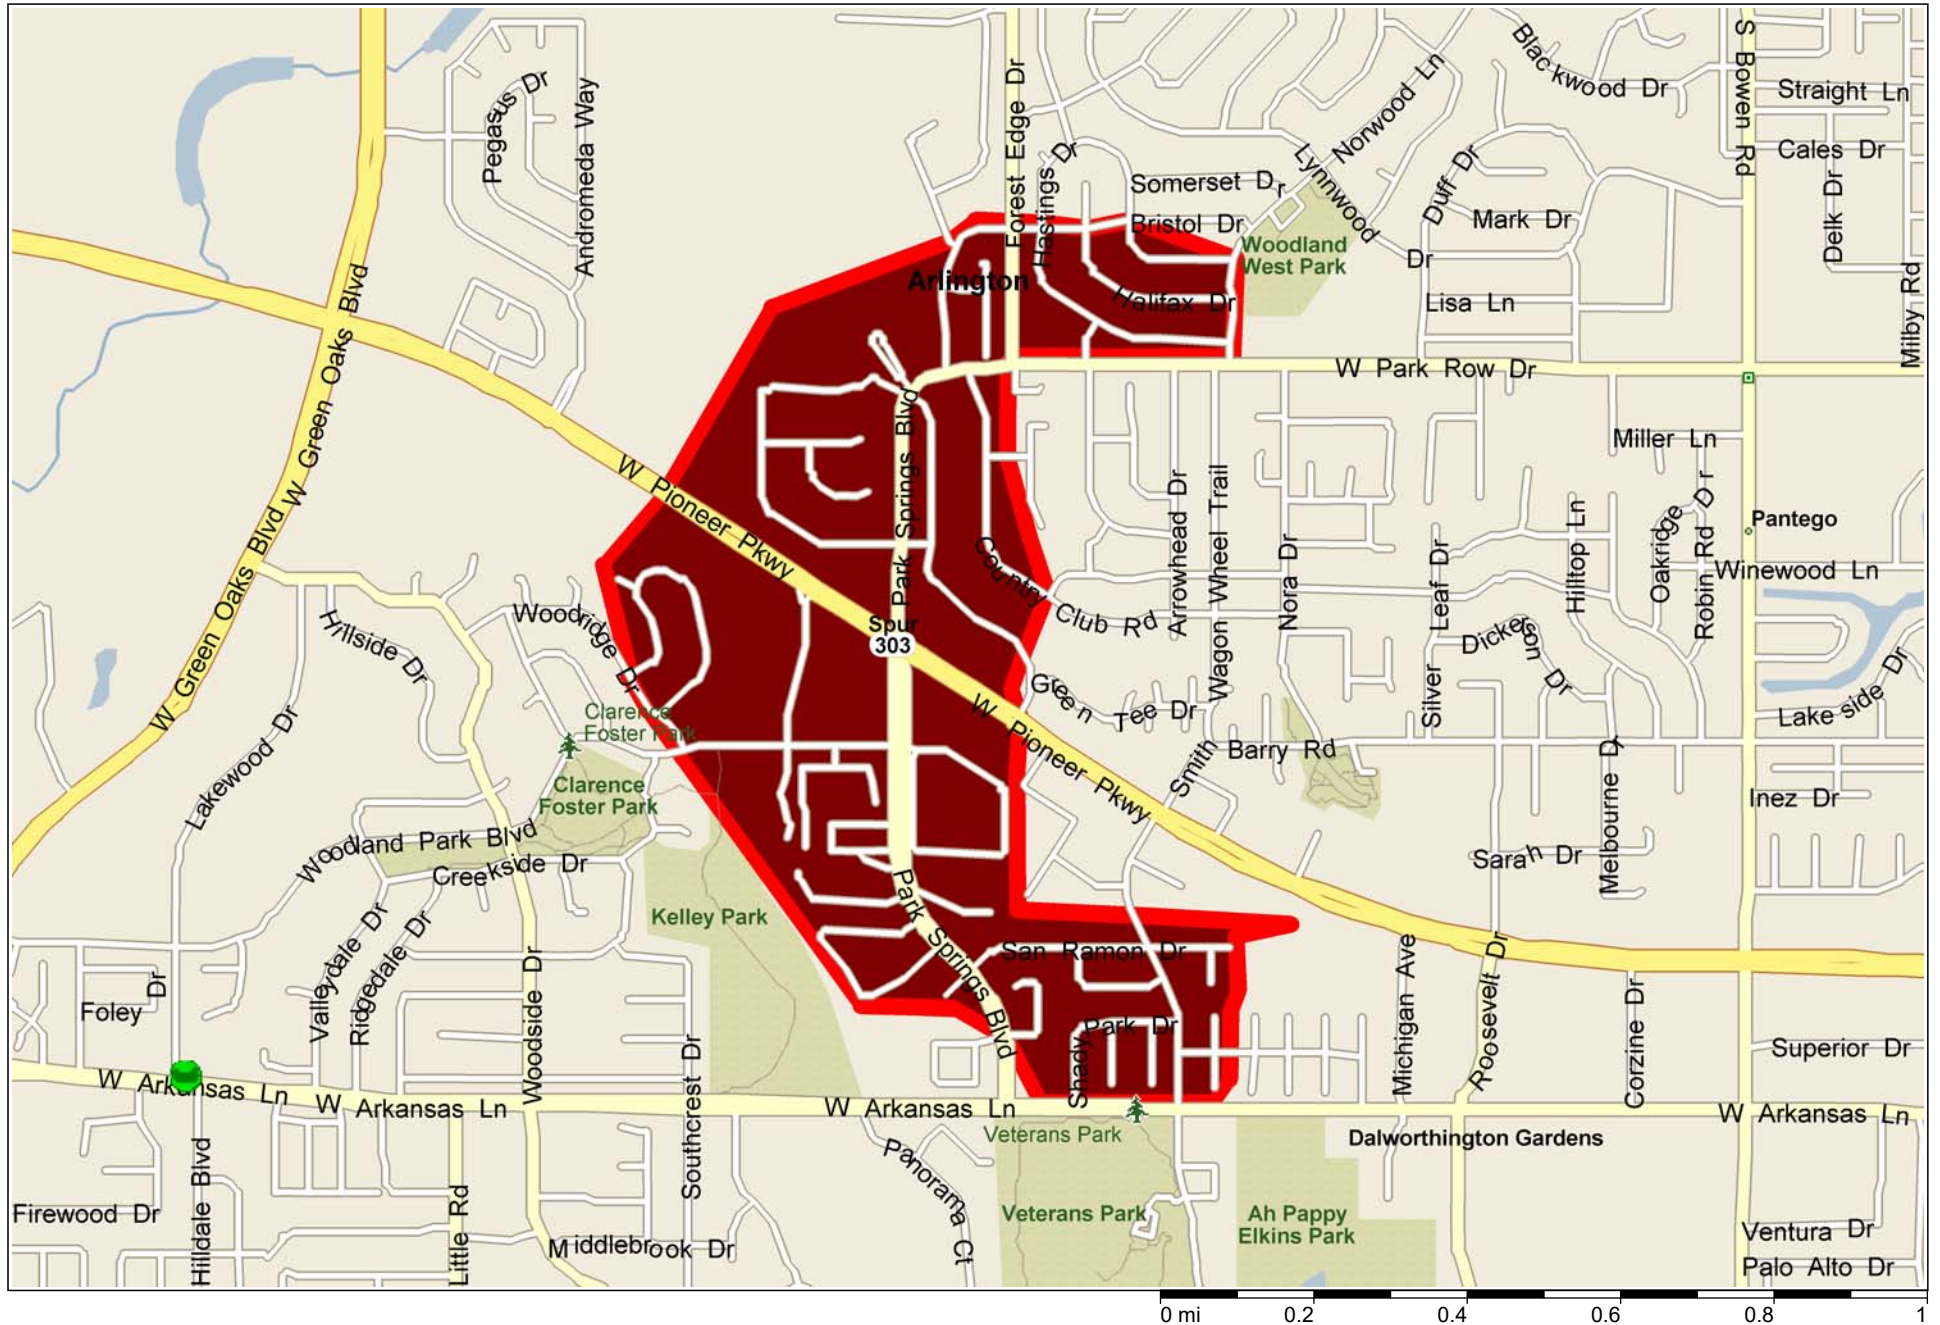 Blackwood Dr
S Bowen Rd
Straight Ln
Cales Dr
Delk Dr
Milby Rd
Pegasus Dr
Andromeda Way
Forest Edge Dr
Hastings Dr
Norwood Ln
Lynnwood Dr
Duff Dr
Mark Dr
Somerset Dr
Bristol Dr
Woodland
West Park
Arlington
Halifax Dr
Lisa Ln
W Green Oaks Blvd
W Green Oaks Blvd
W Park Row Dr
Miller Ln
W Pioneer Pkwy
Park Springs Blvd
Arrowhead Dr
Wagon Wheel Trail
Nora Dr
Silver Leaf Dr
Hilltop Ln
Oakridge Dr
Robin Rd
Pantego
Winewood Ln
Country Club Rd
Dickerson Dr
Spur
303
Hillside Dr
Woodridge Dr
Green Tee Dr
Lake side Dr
W Pioneer Pkwy
Smith Barry Rd
Clarence
Foster Park
Clarence
Foster Park
Lakewood Dr
Melbourne Dr
Inez Dr
Sarah Dr
Woodland Park Blvd
Creekside Dr
Kelley Park
Park Springs Blvd
San Ramon Dr
Valleydale Dr
Ridgedale Dr
Woodside Dr
Foley Dr
Michigan Ave
Roosevelt Dr
Corzine Dr
Superior Dr
Shady Park Dr
Southcrest Dr
W Arkansas Ln
W Arkansas Ln
W Arkansas Ln
W Arkansas Ln
Veterans Park
Dalworthington Gardens
Panorama Ct
Hilldale Blvd
Little Rd
Firewood Dr
Middlebrook Dr
Veterans Park
Ah Pappy
Elkins Park
Ventura Dr
Palo Alto Dr
0 mi 0.2 0.4 0.6 0.8 1